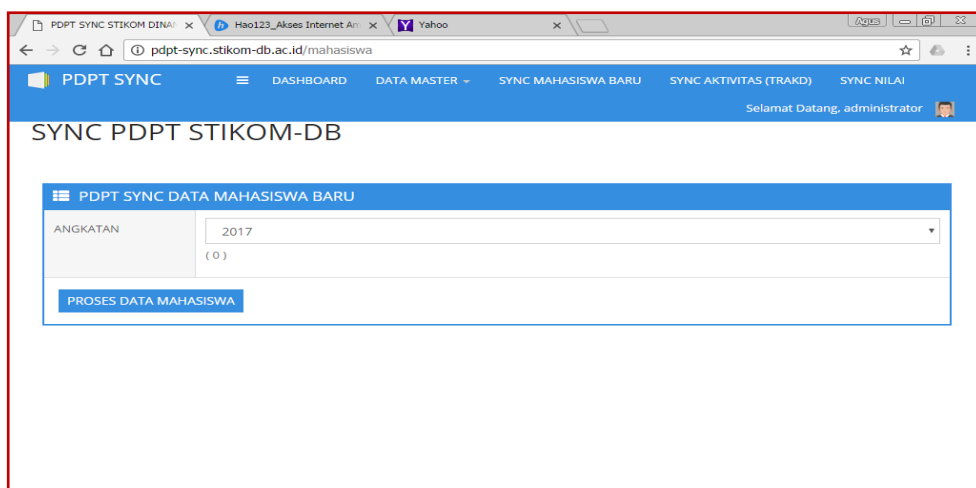 PDPT SYNC STIKOM DINA
Hao123_Akses Internet Am
Yahoo
Agus
pdpt-sync.stikom-db.ac.id/mahasiswa
PDPT SYNC
DASHBOARD
DATA MASTER
SYNC MAHASISWA BARU
SYNC AKTIVITAS (TRAKD)
SYNC NILAI
Selamat Datang, administrator
SYNC PDPT STIKOM-DB
PDPT SYNC DATA MAHASISWA BARU
ANGKATAN
2017
( 0 )
PROSES DATA MAHASISWA